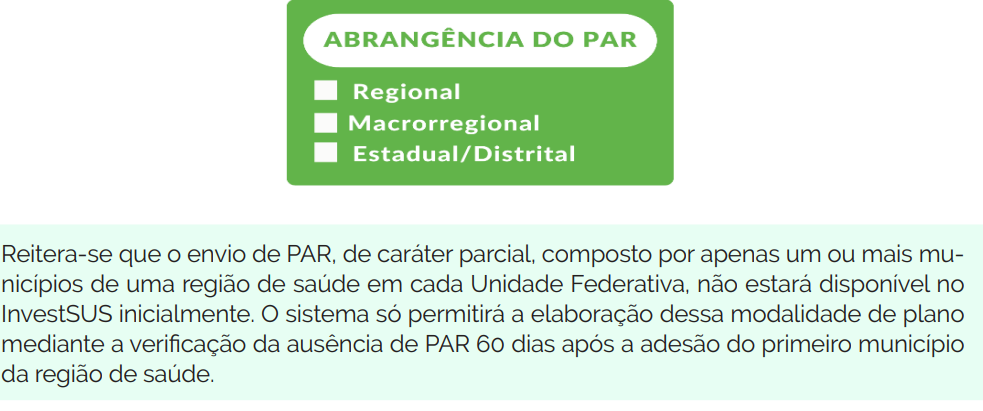 ABRANGÊNCIA DO PAR
Regional
Macrorregional
Estadual/Distrital
Reitera-se que o envio de PAR, de caráter parcial, composto por apenas um ou mais mu-
nicípios de uma região de saúde em cada Unidade Federativa, não estará disponível no
InvestSUS inicialmente. O sistema só permitirá a elaboração dessa modalidade de plano
mediante a verificação da ausência de PAR 60 dias após a adesão do primeiro município
da região de saúde.